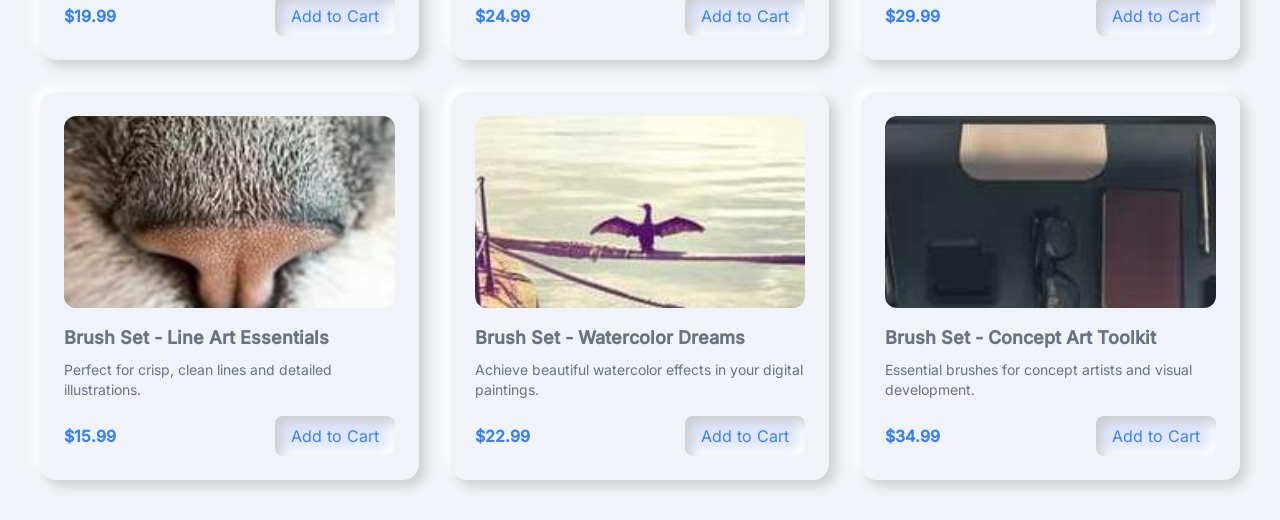 $19.99
Add to Cart
$24.99
Add to Cart
$29.99
Add to Cart
Brush Set - Line Art Essentials
Perfect for crisp, clean lines and detailed
illustrations.
$15.99
Add to Cart
Brush Set - Watercolor Dreams
Achieve beautiful watercolor effects in your digital
paintings.
$22.99
Add to Cart
Brush Set - Concept Art Toolkit
Essential brushes for concept artists and visual
development.
$34.99
Add to Cart